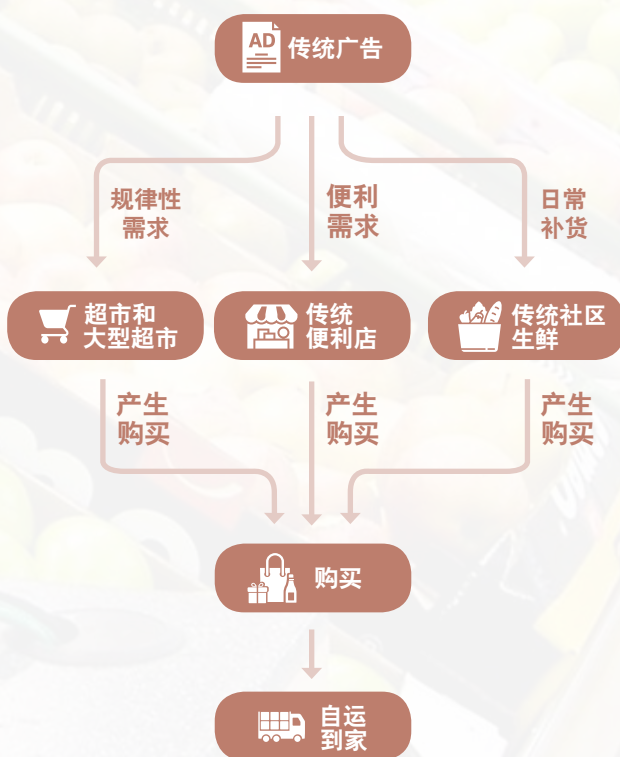 AD
传统广告
规律性
需求
便利
需求
日常
补货
超市和
大型超市
传统
便利店
传统社区
生鲜
产生
购买
产生
购买
产生
购买
购买
自运
到家